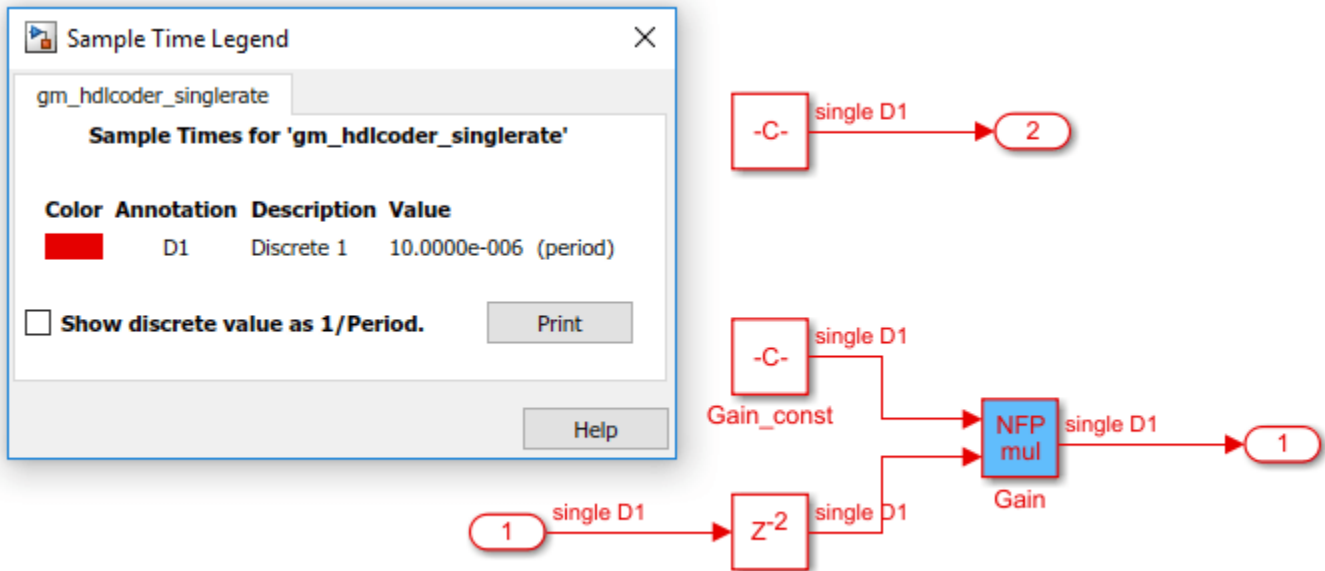 Sample Time Legend
gm_hdlcoder_singlerate
Sample Times for 'gm_hdlcoder_singlerate'
Color Annotation Description Value
D1 Discrete 1 10.0000e-006 (period)
Show discrete value as 1/Period.
Print
Help
-C-
single D1
2
-C-
single D1
Gain_const
NFP
mul
single D1
1
Gain
1
single D1
Z-2
single D1